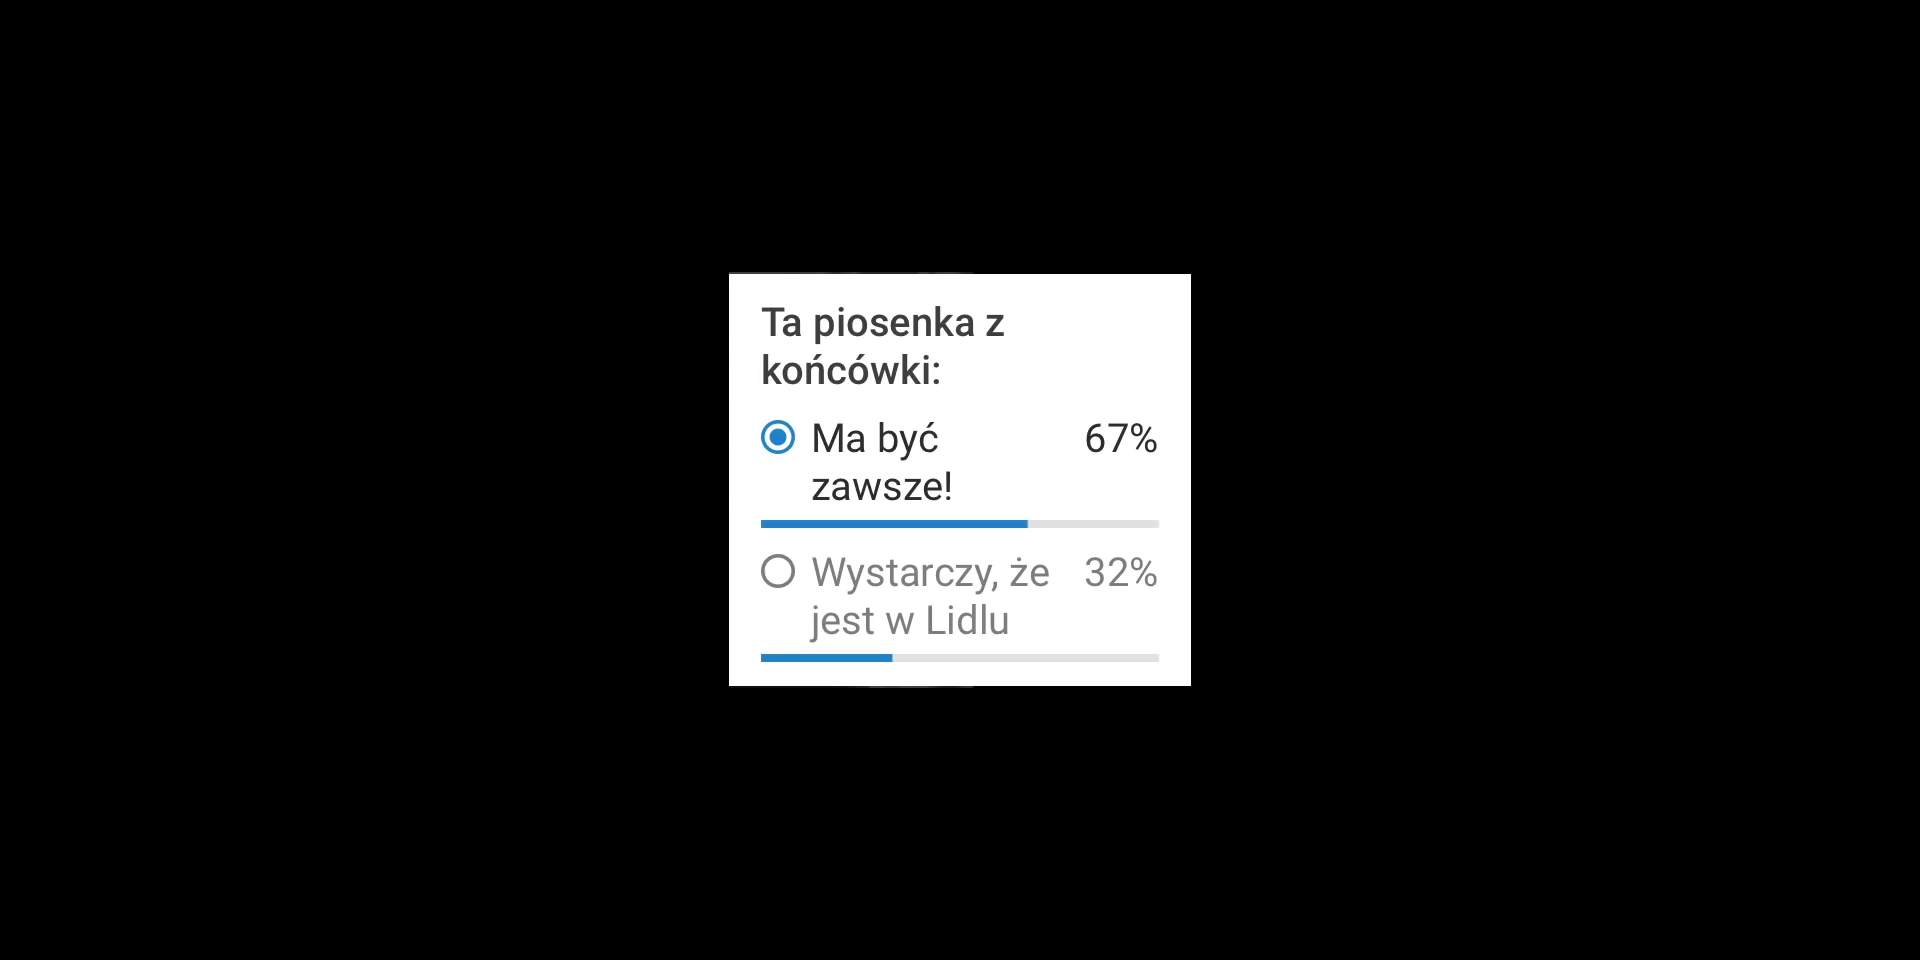 Ta piosenka z
końcówki:
Ma być 67%
zawsze!
Wystarczy, że 32%
jest w Lidlu